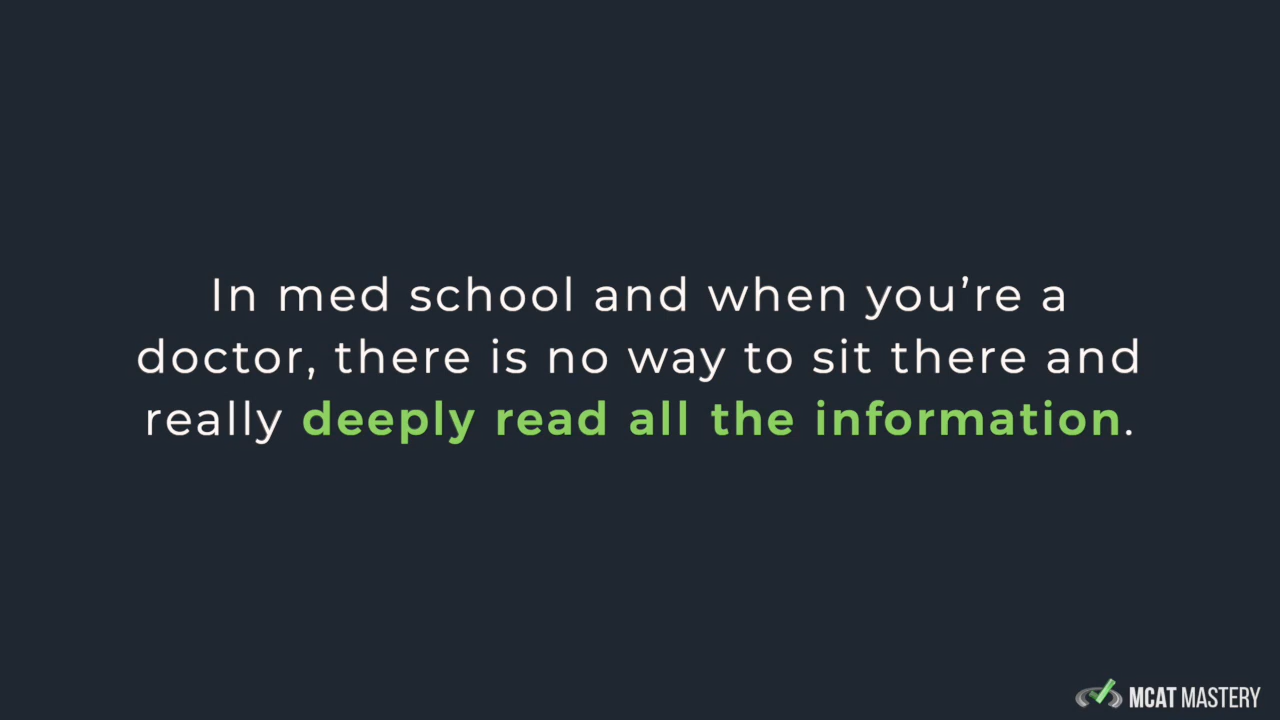 In med school and when you’re a
doctor, there is no way to sit there and
really deeply read all the information.
MCAT MASTERY